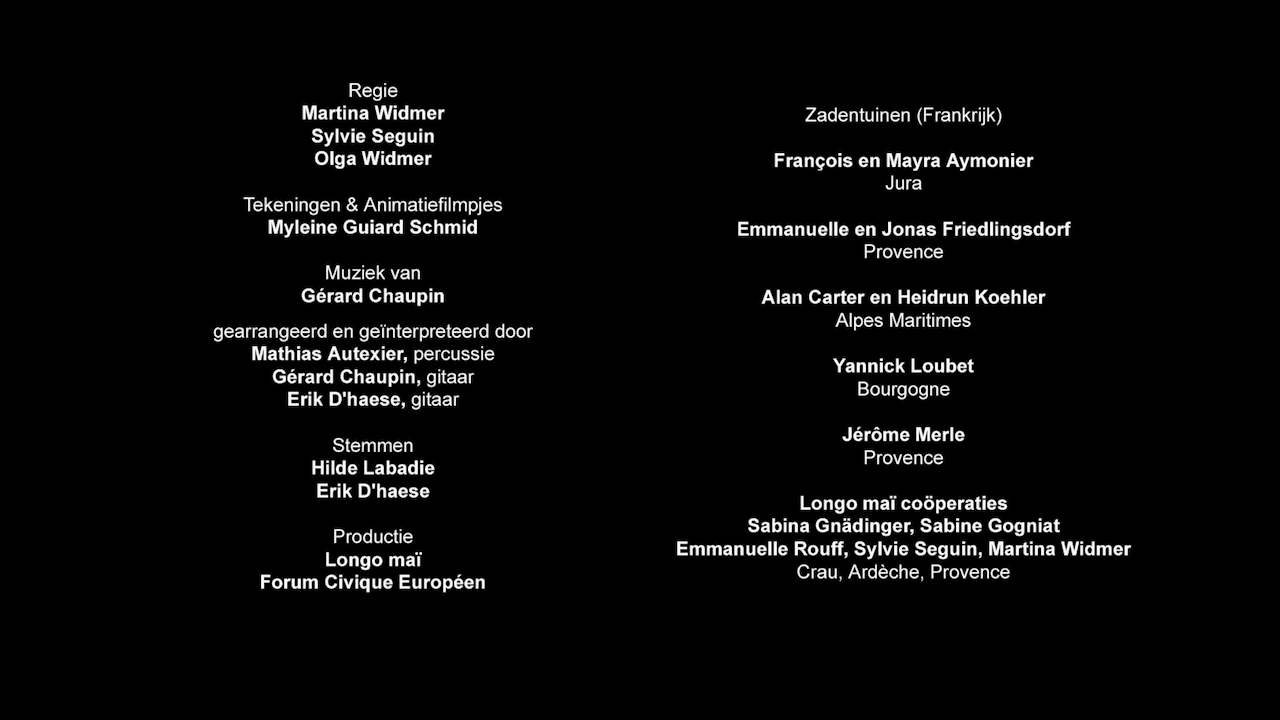 Regie
Martina Widmer
Sylvie Seguin
Olga Widmer
Tekeningen & Animatiefilmpjes
Myleine Guiard Schmid
Muziek van
Gérard Chaupin
gearrangeerd en geïnterpreteerd door
Mathias Autexier, percussie
Gérard Chaupin, gitaar
Erik D'haese, gitaar
Stemmen
Hilde Labadie
Erik D'haese
Productie
Longo maï
Forum Civique Européen
Zadentuinen (Frankrijk)
François en Mayra Aymonier
Jura
Emmanuelle en Jonas Friedlingsdorf
Provence
Alan Carter en Heidrun Koehler
Alpes Maritimes
Yannick Loubet
Bourgogne
Jérôme Merle
Provence
Longo maï coöperaties
Sabina Gnädinger, Sabine Gogniat
Emmanuelle Rouff, Sylvie Seguin, Martina Widmer
Crau, Ardèche, Provence